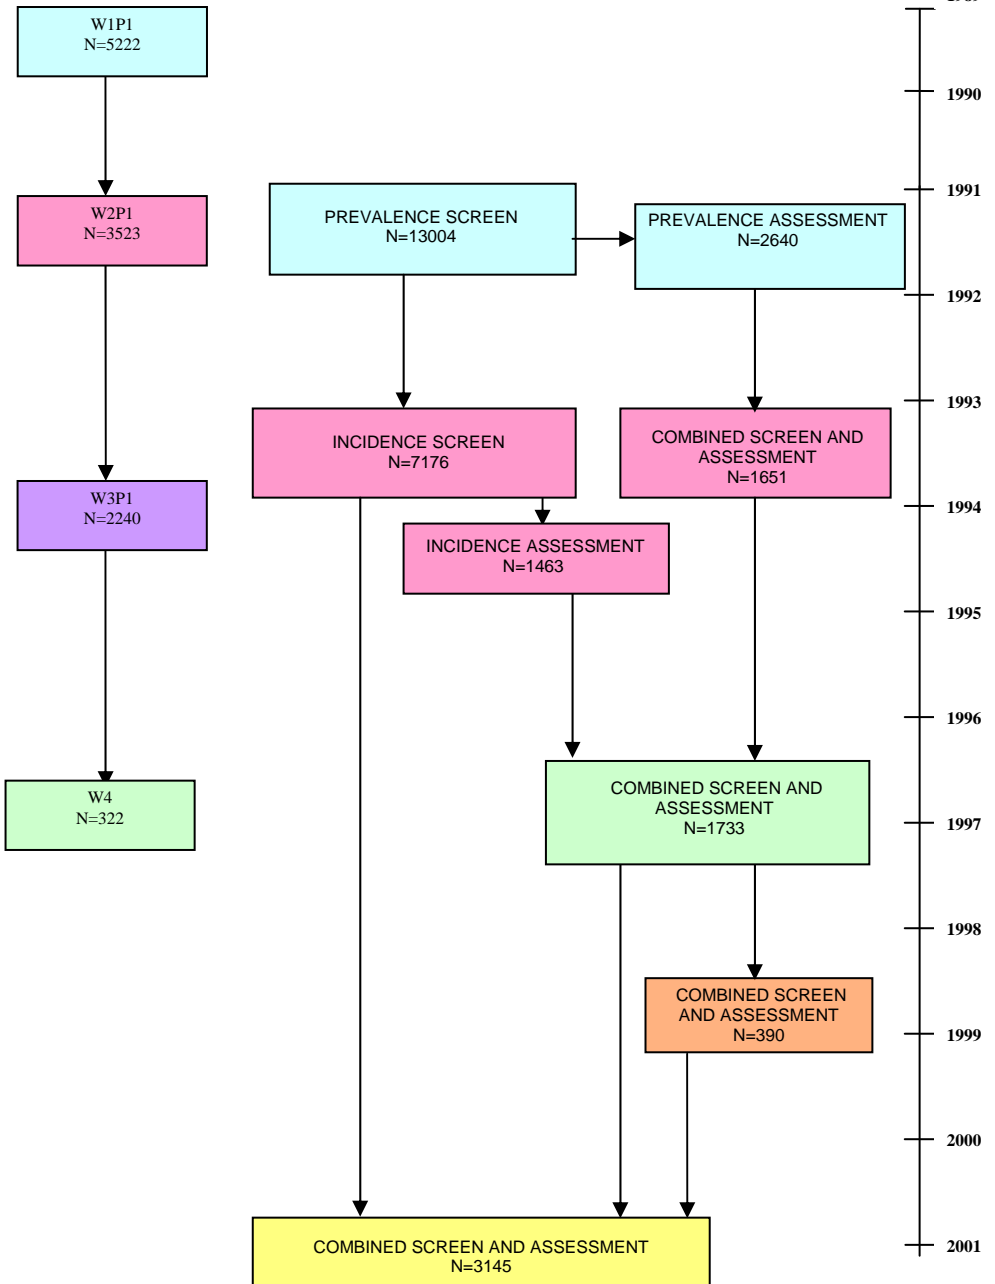 W1P1
N=5222
1990
1991
W2P1
N=3523
PREVALENCE SCREEN
N=13004
PREVALENCE ASSESSMENT
N=2640
1992
1993
INCIDENCE SCREEN
N=7176
COMBINED SCREEN AND
ASSESSMENT
N=1651
W3P1
N=2240
1994
INCIDENCE ASSESSMENT
N=1463
1995
1996
W4
N=322
COMBINED SCREEN AND
ASSESSMENT
N=1733
1997
1998
COMBINED SCREEN
AND ASSESSMENT
N=390
1999
2000
2001
COMBINED SCREEN AND ASSESSMENT
N=3145